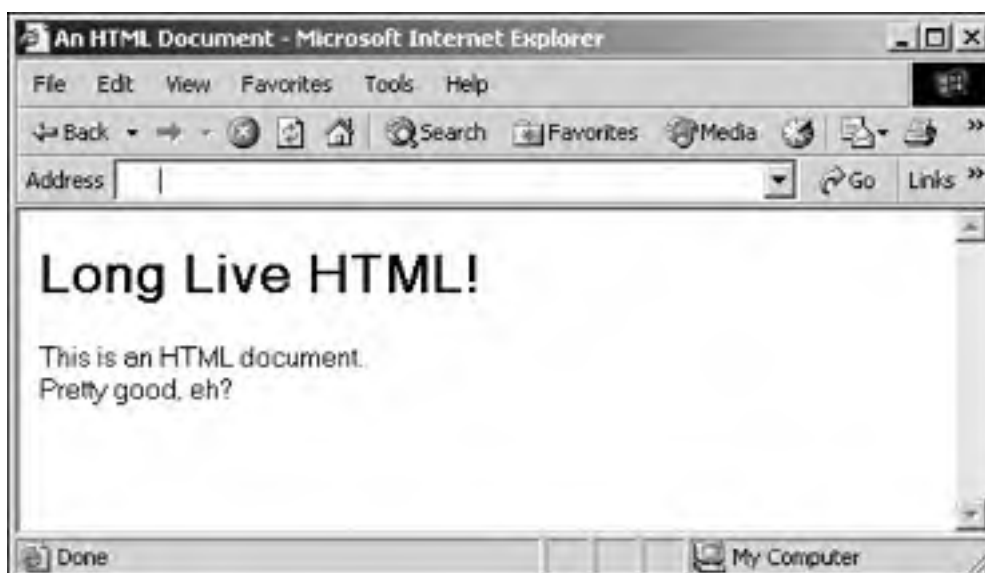 An HTML Document - Microsoft Internet Explorer
File Edit View Favorites Tools Help
Back Search Favorites Media »
Address Go Links »
Long Live HTML!
This is an HTML document.
Pretty good, eh?
Done My Computer